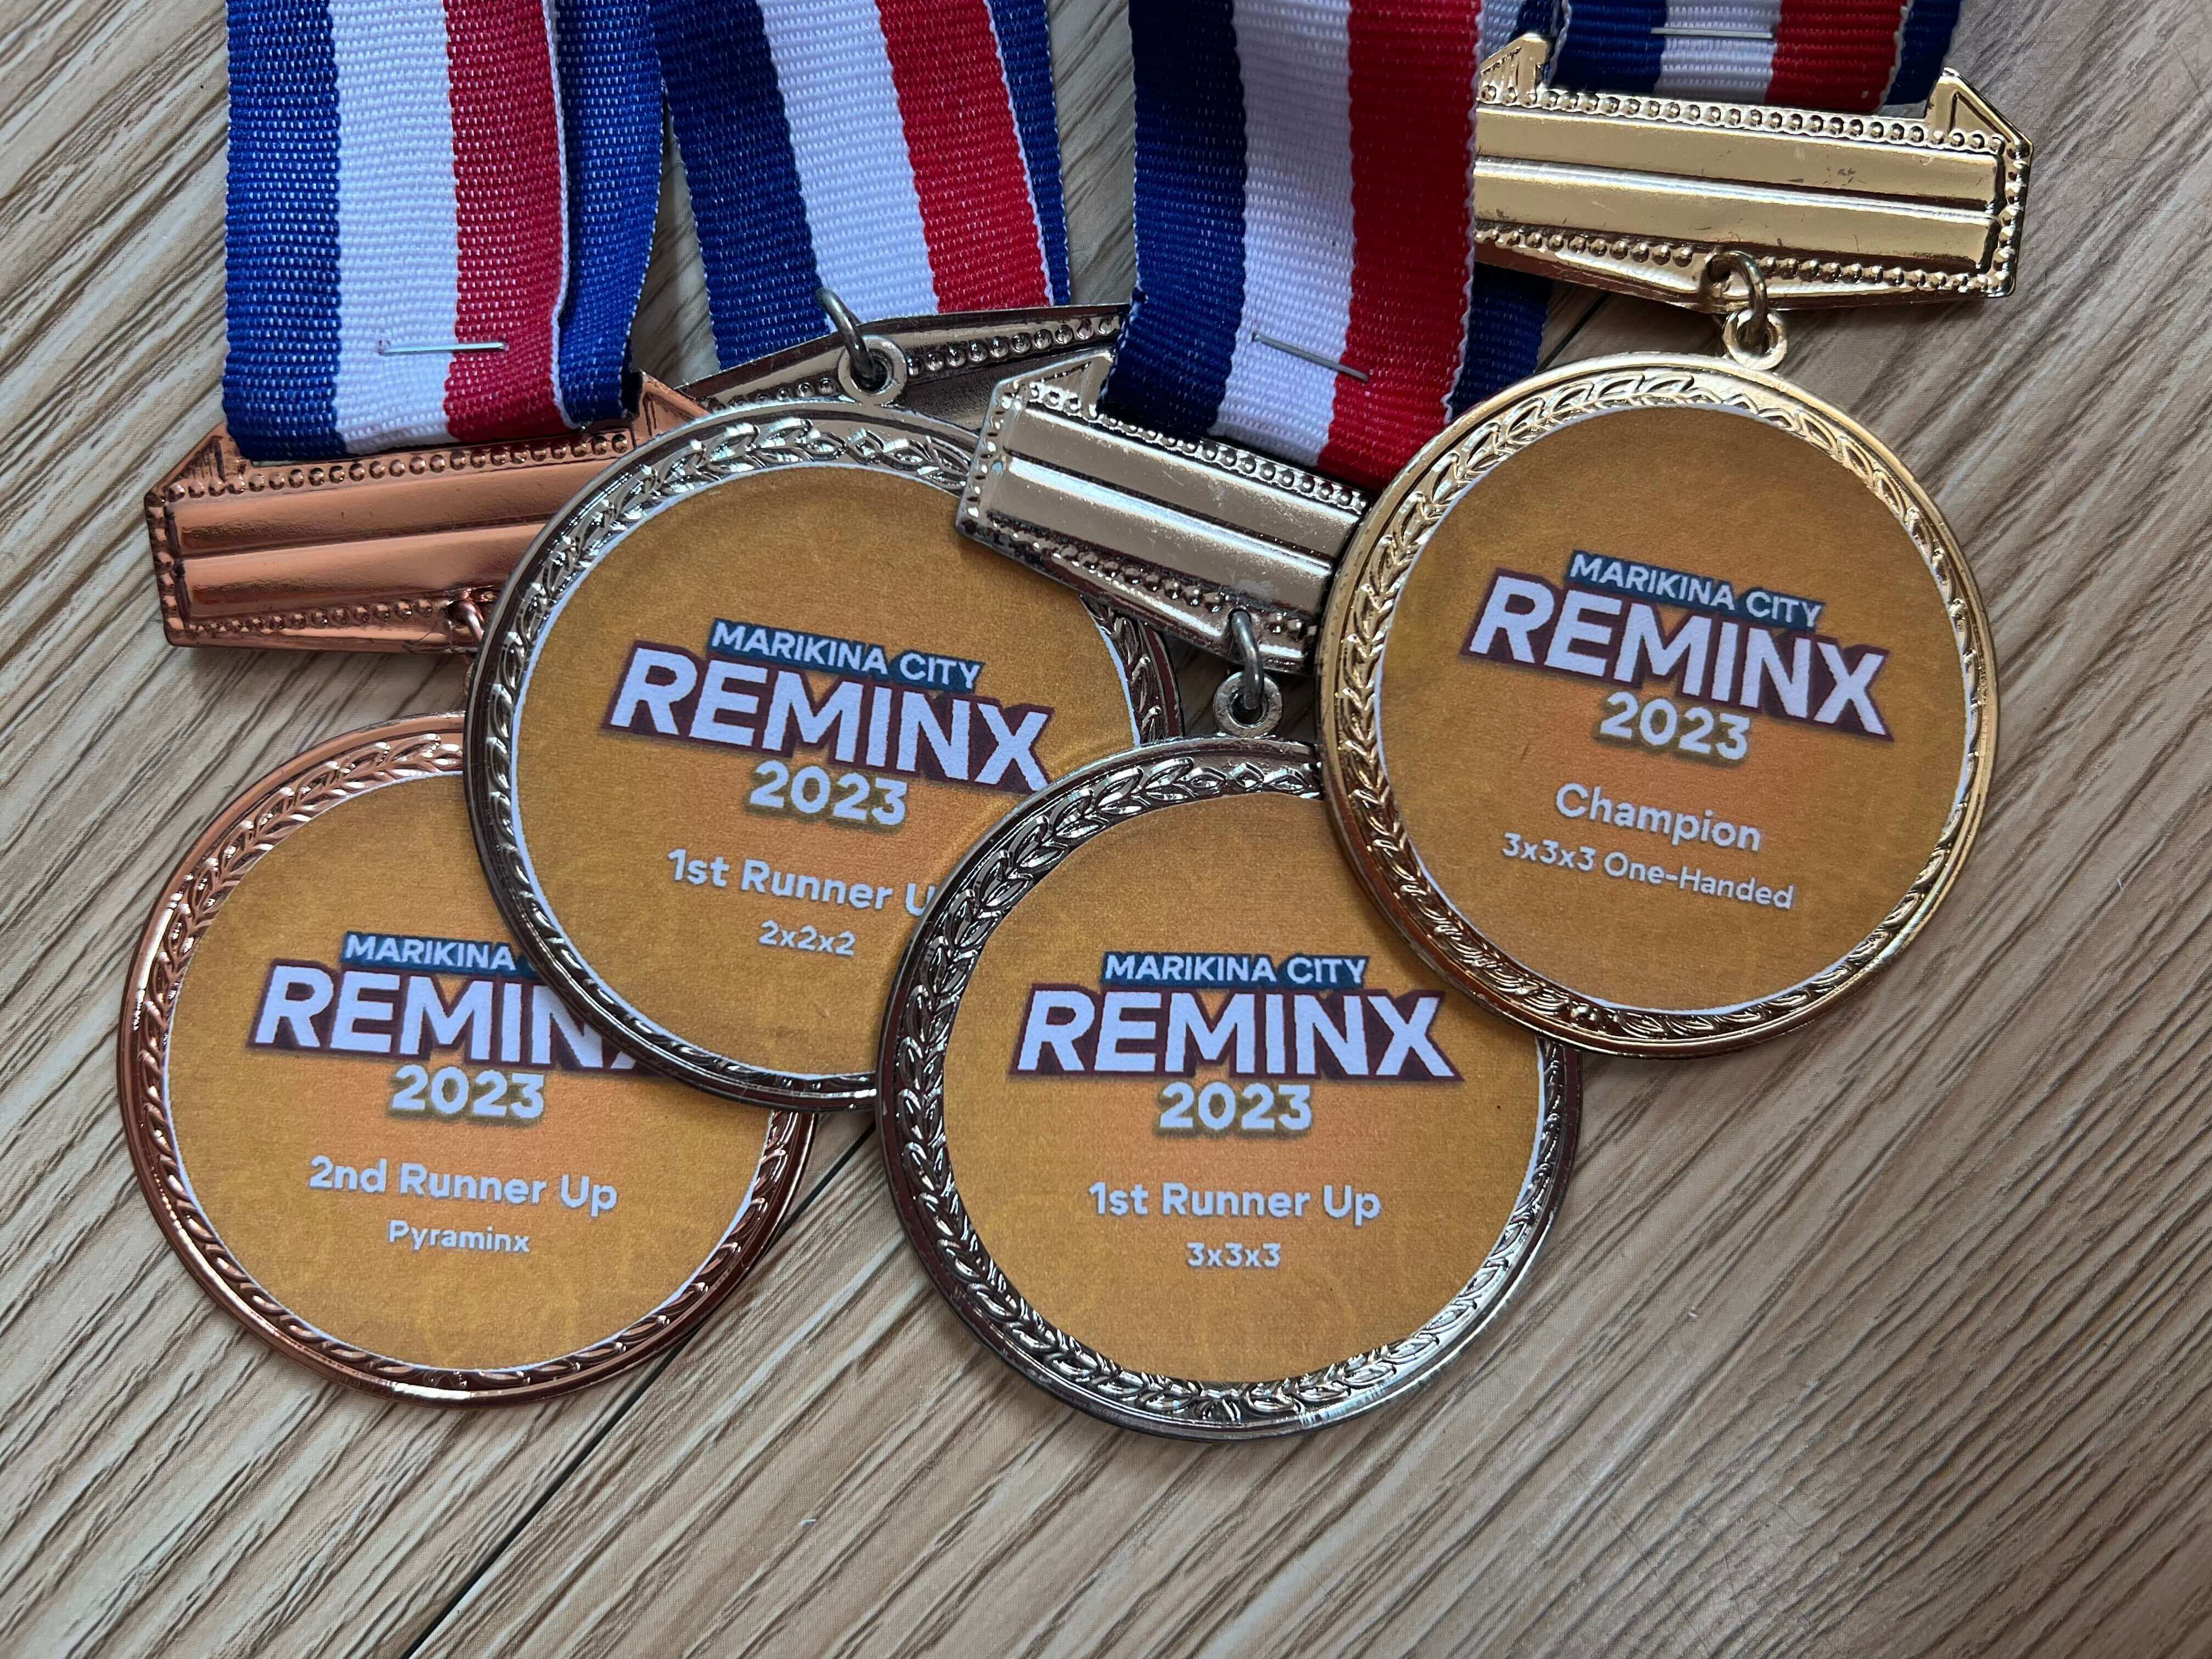 MARIKINA CITY
REMINX
2023
Champion
3x3x3 One-Handed
MARIKINA CITY
REMINX
2023
1st Runner U
2x2x2
MARIKINA
REMIN
2023
2nd Runner Up
Pyraminx
MARIKINA CITY
REMINX
2023
1st Runner Up
3x3x3